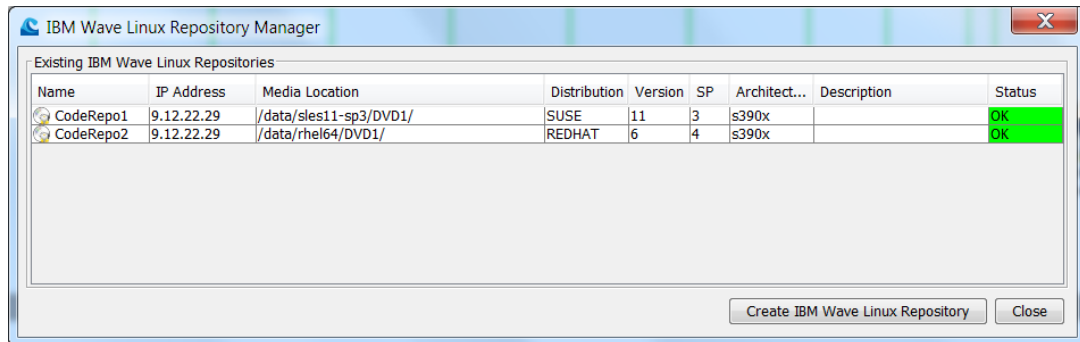 IBM Wave Linux Repository Manager
Existing IBM Wave Linux Repositories
Name IP Address Media Location Distribution Version SP Architect... Description Status
CodeRepo1 9.12.22.29 /data/sles11-sp3/DVD1/ SUSE 11 3 s390x OK
CodeRepo2 9.12.22.29 /data/rhel64/DVD1/ REDHAT 6 4 s390x OK
Create IBM Wave Linux Repository Close